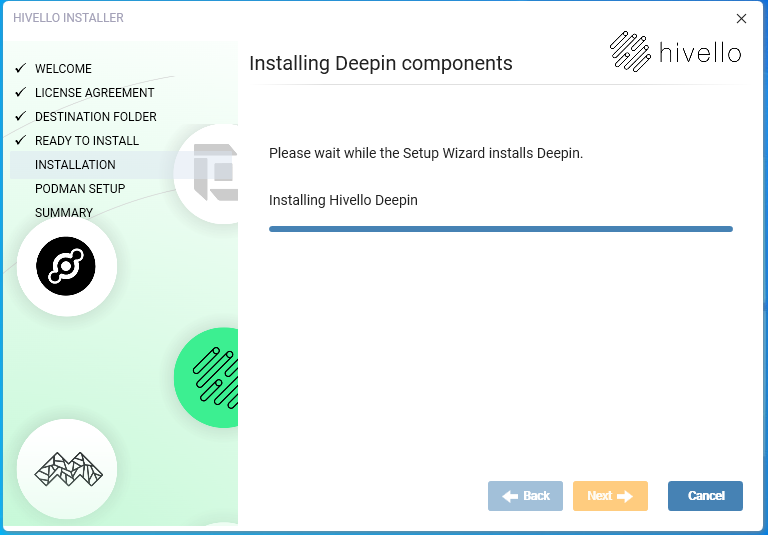 HIVELLO INSTALLER
hivello
WELCOME
LICENSE AGREEMENT
DESTINATION FOLDER
READY TO INSTALL
INSTALLATION
PODMAN SETUP
SUMMARY
Installing Deepin components
Please wait while the Setup Wizard installs Deepin.
Installing Hivello Deepin
Back
Next
Cancel